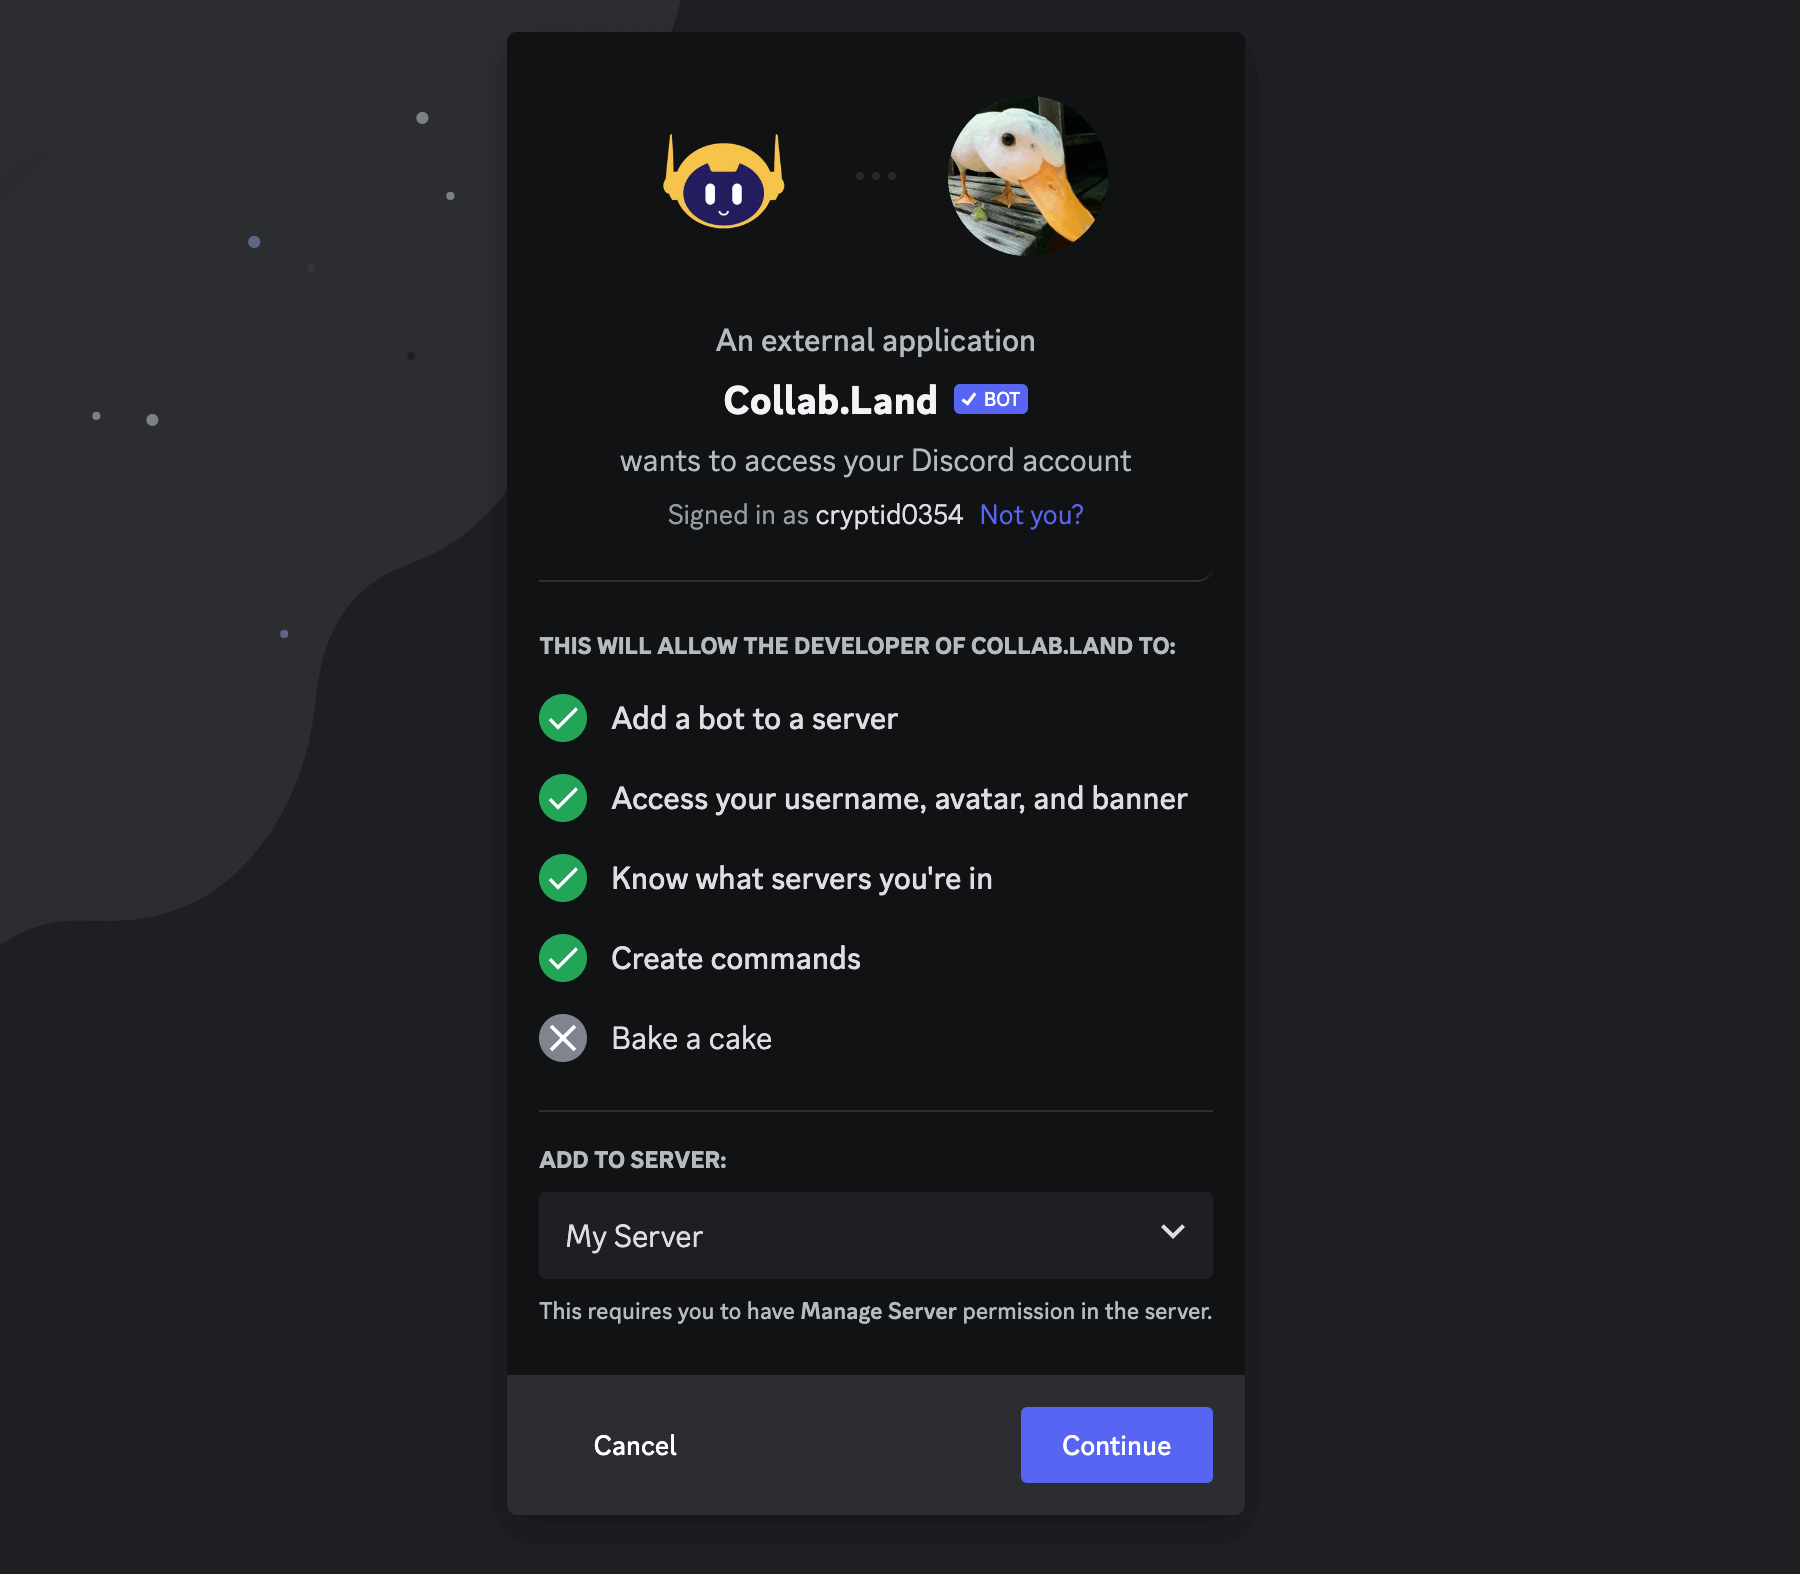 An external application
Collab.Land BOT
wants to access your Discord account
Signed in as cryptid0354 Not you?
THIS WILL ALLOW THE DEVELOPER OF COLLAB.LAND TO:
Add a bot to a server
Access your username, avatar, and banner
Know what servers you're in
Create commands
Bake a cake
ADD TO SERVER:
My Server
This requires you to have Manage Server permission in the server.
Cancel
Continue